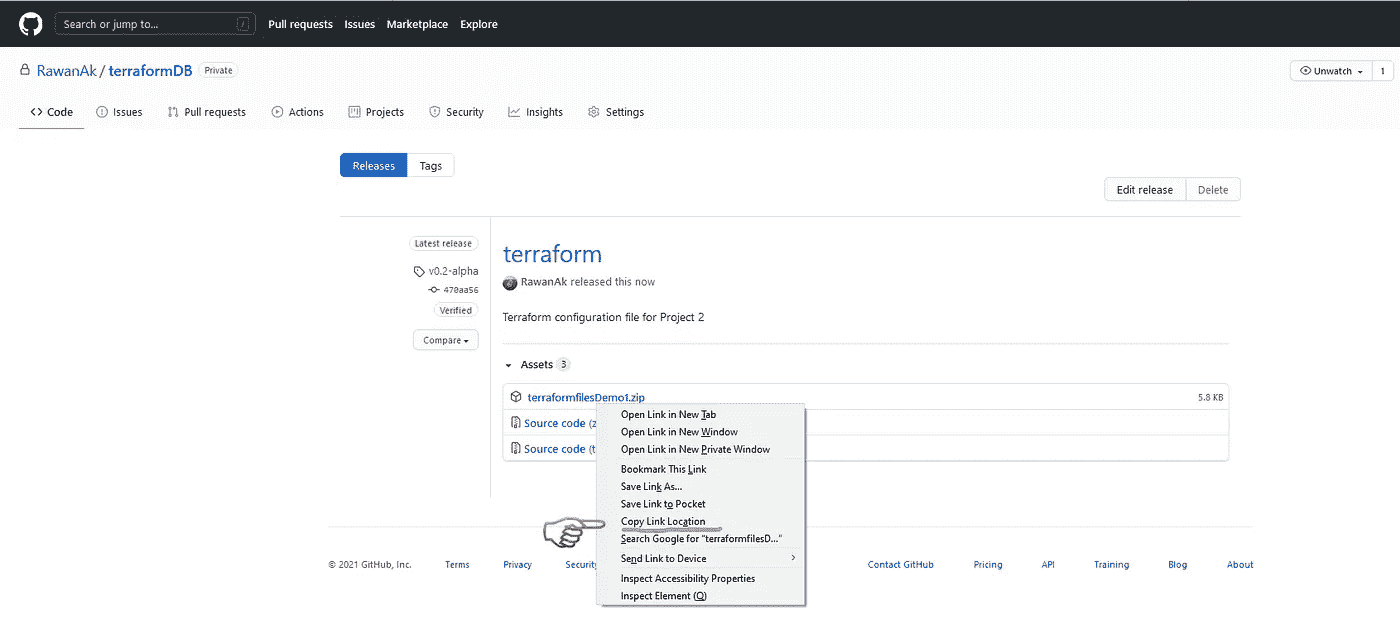 Search or jump to... /
Pull requests Issues Marketplace Explore
RawanAk / terraformDB Private
Unwatch 1
Code Issues Pull requests Actions Projects Security Insights Settings
Releases Tags
Edit release Delete
Latest release
v0.2-alpha
470aa56
Verified
Compare
terraform
RawanAk released this now
Terraform configuration file for Project 2
Assets 3
terraformfilesDemo1.zip 5.8 KB
Source code (z
Source code (t
Open Link in New Tab
Open Link in New Window
Open Link in New Private Window
Bookmark This Link
Save Link As...
Save Link to Pocket
Copy Link Location
Search Google for "terraformfilesD..."
Send Link to Device
Inspect Accessibility Properties
Inspect Element (Q)
© 2021 GitHub, Inc. Terms Privacy Security Contact GitHub Pricing API Training Blog About